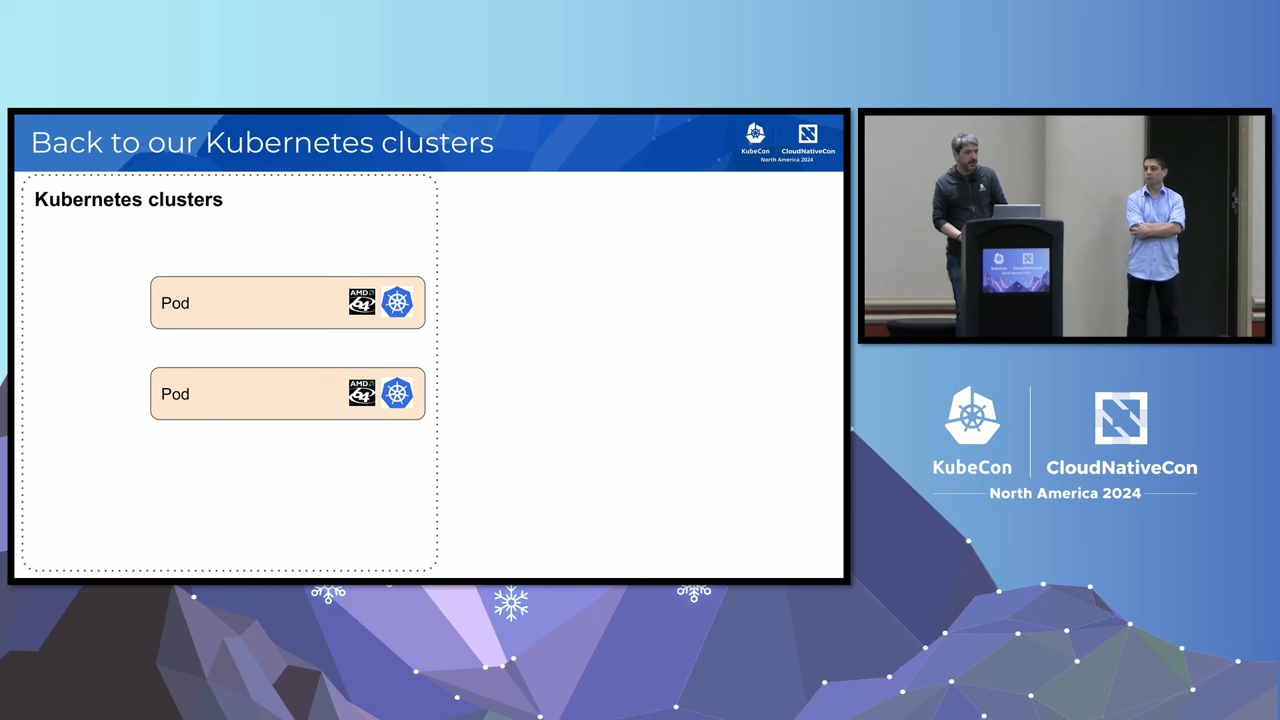 Back to our Kubernetes clusters
KubeCon
CloudNativeCon
North America 2024
Kubernetes clusters
Pod
AMD
64
Pod
AMD
64
KubeCon
CloudNativeCon
North America 2024